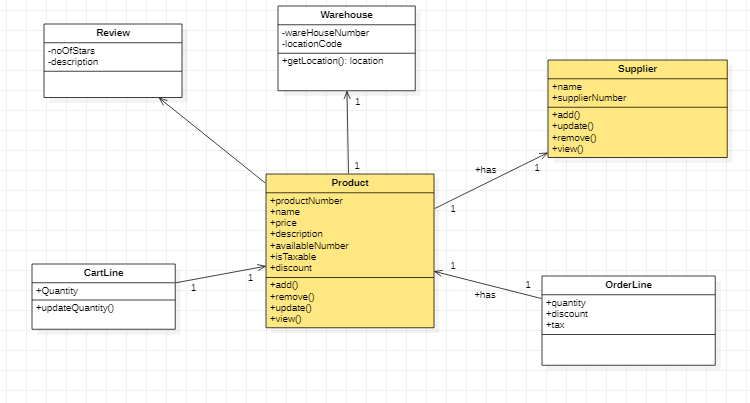 Review
-noOfStars
-description
Warehouse
-wareHouseNumber
-locationCode
+getLocation(): location
Supplier
+name
+supplierNumber
+add()
+update()
+remove()
+view()
1
1
+has
1
1
Product
+productNumber
+name
+price
+description
+availableNumber
+isTaxable
+discount
+add()
+remove()
+update()
+view()
CartLine
+Quantity
+updateQuantity()
1
1
1
1
+has
OrderLine
+quantity
+discount
+tax